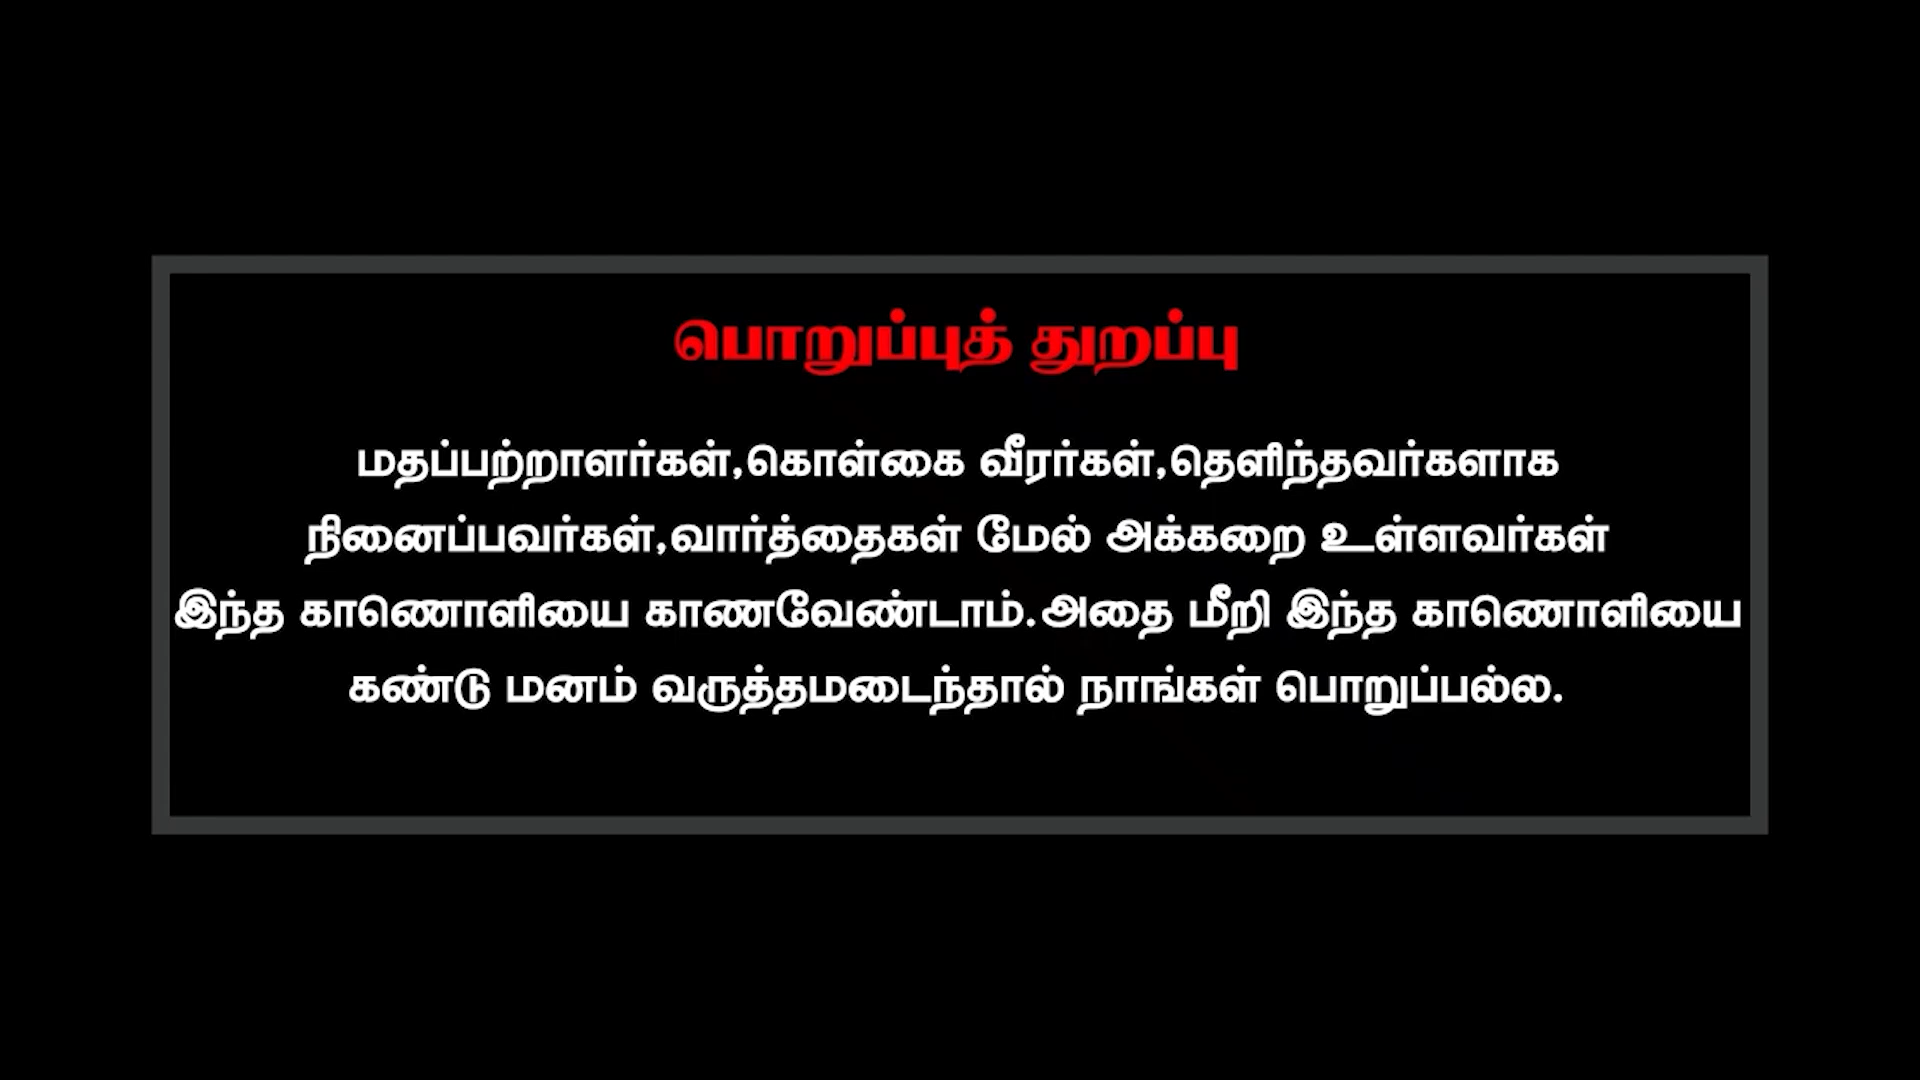 பொறுப்புத் துறப்பு
மதப்பற்றாளர்கள்,கொள்கை வீரர்கள்,தெளிந்தவர்களாக
நினைப்பவர்கள்,வார்த்தைகள் மேல் அக்கறை உள்ளவர்கள்
இந்த காணொளியை காணவேண்டாம்.அதை மீறி இந்த காணொளியை
கண்டு மனம் வருத்தமடைந்தால் நாங்கள் பொறுப்பல்ல.